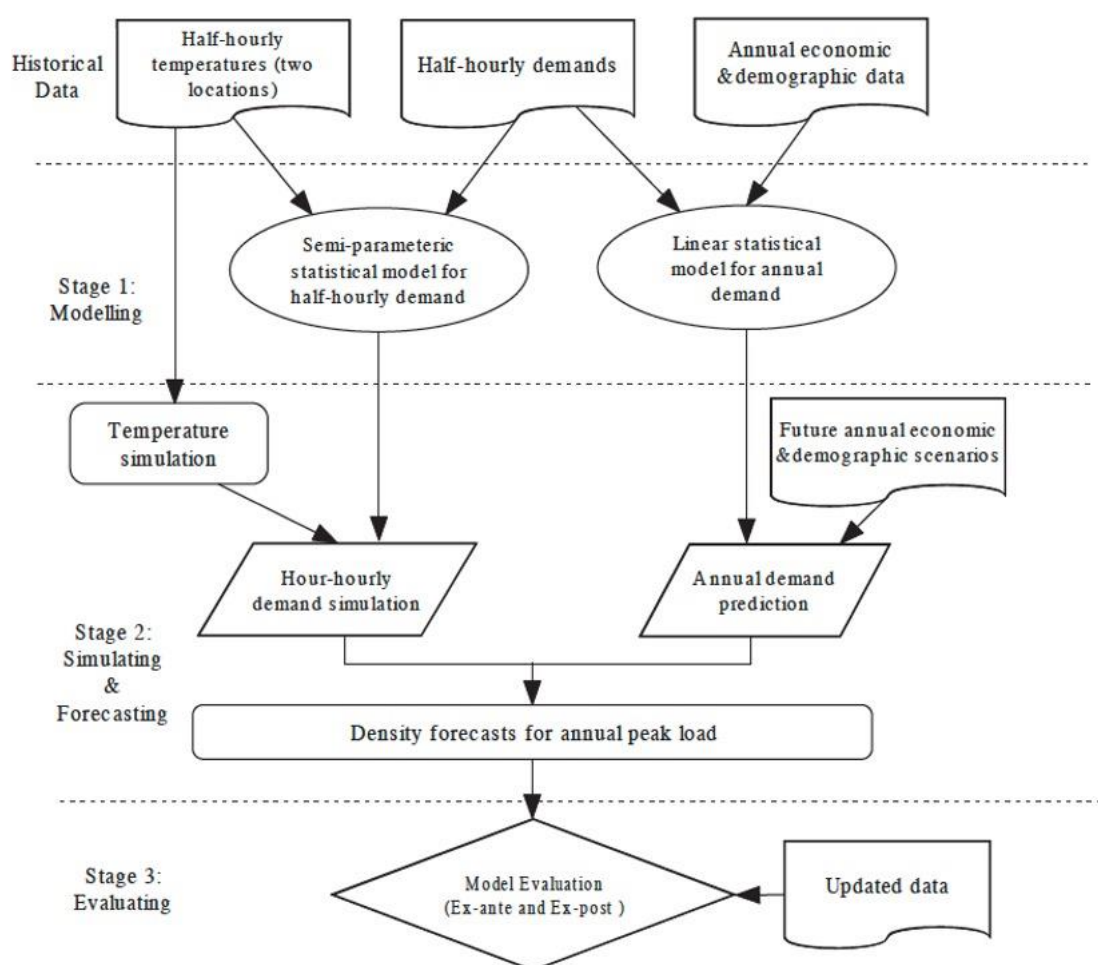 Historical
Data
Half-hourly
temperatures (two
locations)
Half-hourly demands
Annual economic
& demographic data
Stage 1:
Modelling
Semi-parameteric
statistical model for
half-hourly demand
Linear statistical
model for annual
demand
Temperature
simulation
Future annual economic
& demographic scenarios
Hour-hourly
demand simulation
Annual demand
prediction
Stage 2:
Simulating
&
Forecasting
Density forecasts for annual peak load
Stage 3:
Evaluating
Model Evaluation
(Ex-ante and Ex-post )
Updated data